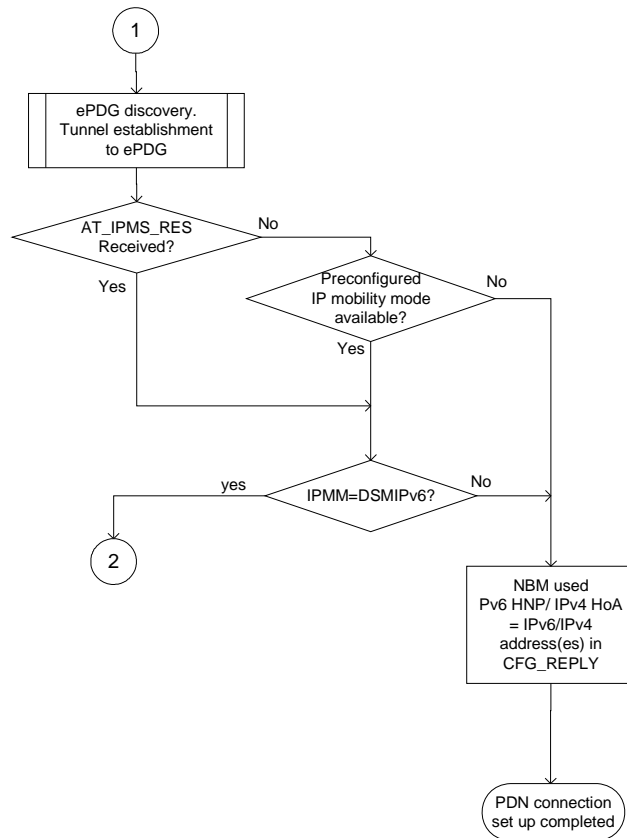 1
ePDG discovery.
Tunnel establishment
to ePDG
AT_IPMS_RES
Received?
No
Yes
Preconfigured
IP mobility mode
available?
No
Yes
IPMM=DSMIPv6?
yes
No
2
NBM used
Pv6 HNP/ IPv4 HoA
= IPv6/IPv4
address(es) in
CFG_REPLY
PDN connection
set up completed